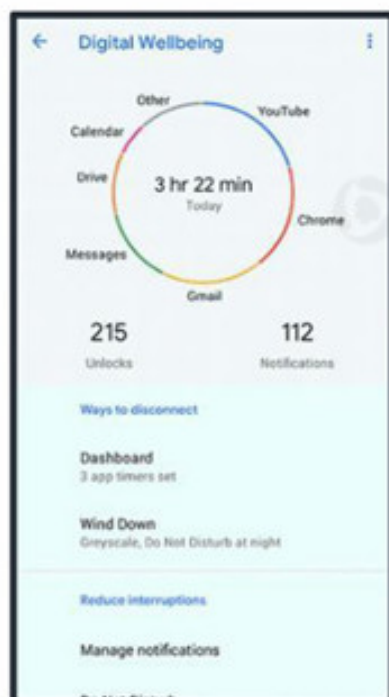 Digital Wellbeing
Other
YouTube
Calendar
Drive
3 hr 22 min
Today
Chrome
Messages
Gmail
215
112
Unlocks
Notifications
Ways to disconnect
Dashboard
3 app timers set
Wind Down
Greyscale, Do Not Disturb at night
Reduce interruptions
Manage notifications